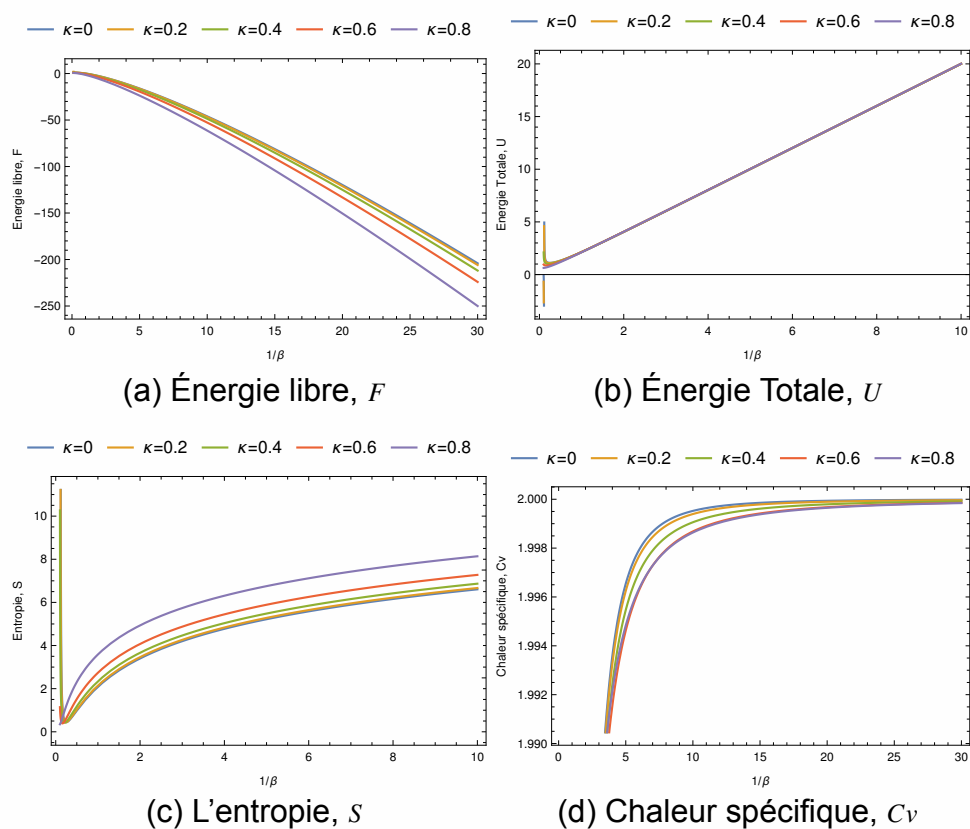 κ=0 κ=0.2 κ=0.4 κ=0.6 κ=0.8
0
−50
−100
−150
−200
−250
0 5 10 15 20 25 30
Energie libre, F
1/β
(a) Énergie libre, F
κ=0 κ=0.2 κ=0.4 κ=0.6 κ=0.8
20
15
10
5
0
0 2 4 6 8 10
Énergie Totale, U
1/β
(b) Énergie Totale, U
κ=0 κ=0.2 κ=0.4 κ=0.6 κ=0.8
10
8
6
4
2
0
0 2 4 6 8 10
Entropie, S
1/β
(c) L'entropie, S
κ=0 κ=0.2 κ=0.4 κ=0.6 κ=0.8
2.000
1.998
1.996
1.994
1.992
1.990
0 5 10 15 20 25 30
Chaleur spécifique, Cv
1/β
(d) Chaleur spécifique, Cv